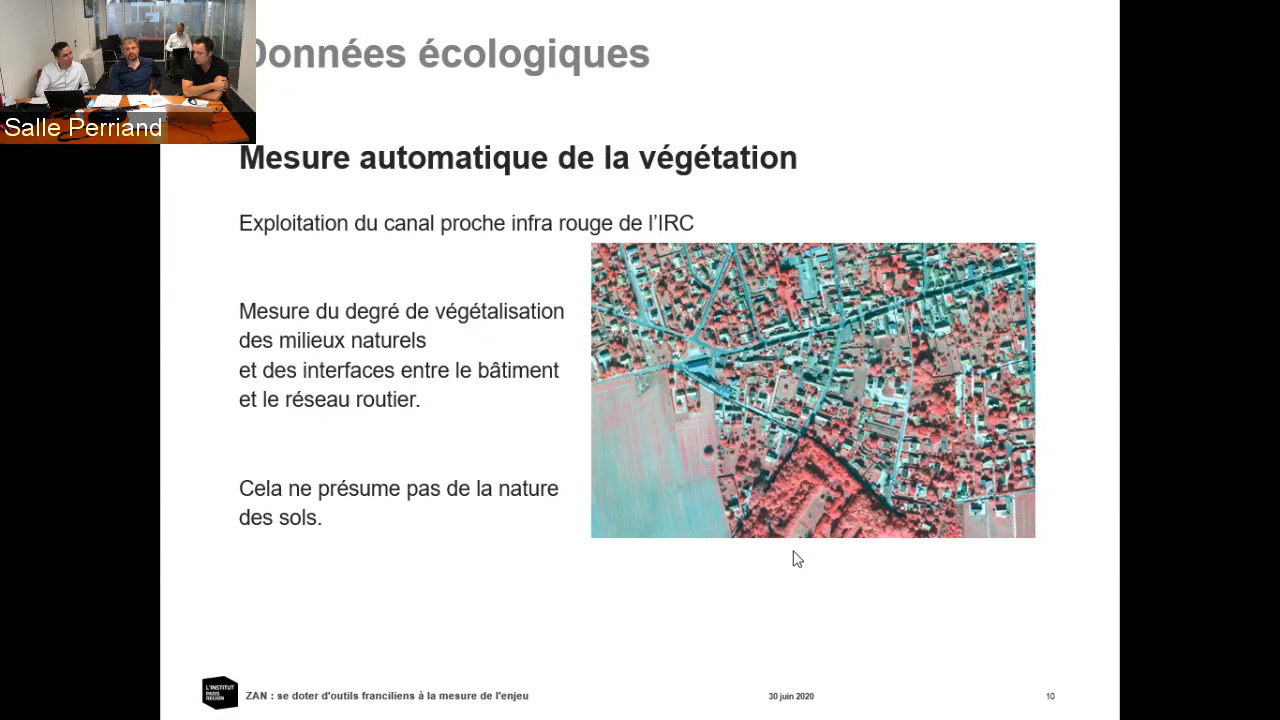 Données écologiques
Salle Perriand
Mesure automatique de la végétation
Exploitation du canal proche infra rouge de l’IRC
Mesure du degré de végétalisation
des milieux naturels
et des interfaces entre le bâtiment
et le réseau routier.
Cela ne présume pas de la nature
des sols.
L'INSTITUT
PARIS
REGION
ZAN : se doter d'outils franciliens à la mesure de l'enjeu
30 juin 2020
10